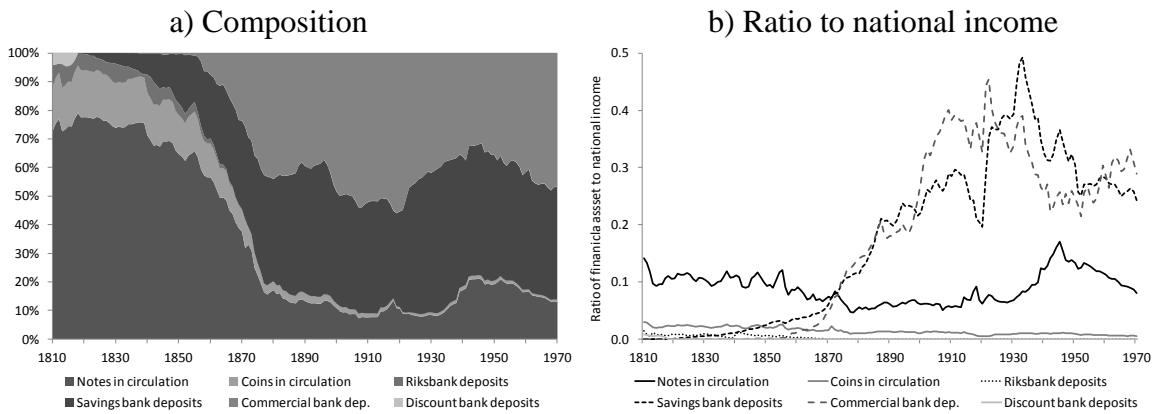 a) Composition
100%
90%
80%
70%
60%
50%
40%
30%
20%
10%
0%
1810 1830 1850 1870 1890 1910 1930 1950 1970
Notes in circulation Coins in circulation Riksbank deposits
Savings bank deposits Commercial bank dep. Discount bank deposits
b) Ratio to national income
Ratio of financicla assset to national income
0.5
0.4
0.3
0.2
0.1
0.0
1810 1830 1850 1870 1890 1910 1930 1950 1970
Notes in circulation Coins in circulation Riksbank deposits
Savings bank deposits Commercial bank dep. Discount bank deposits